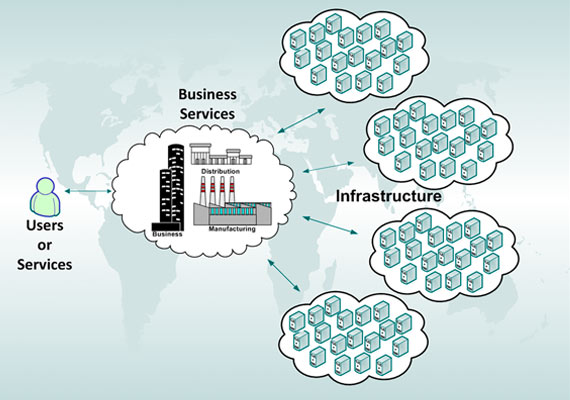 Business
Services
Distribution
Infrastructure
Manufacturing
Business
Users
or
Services